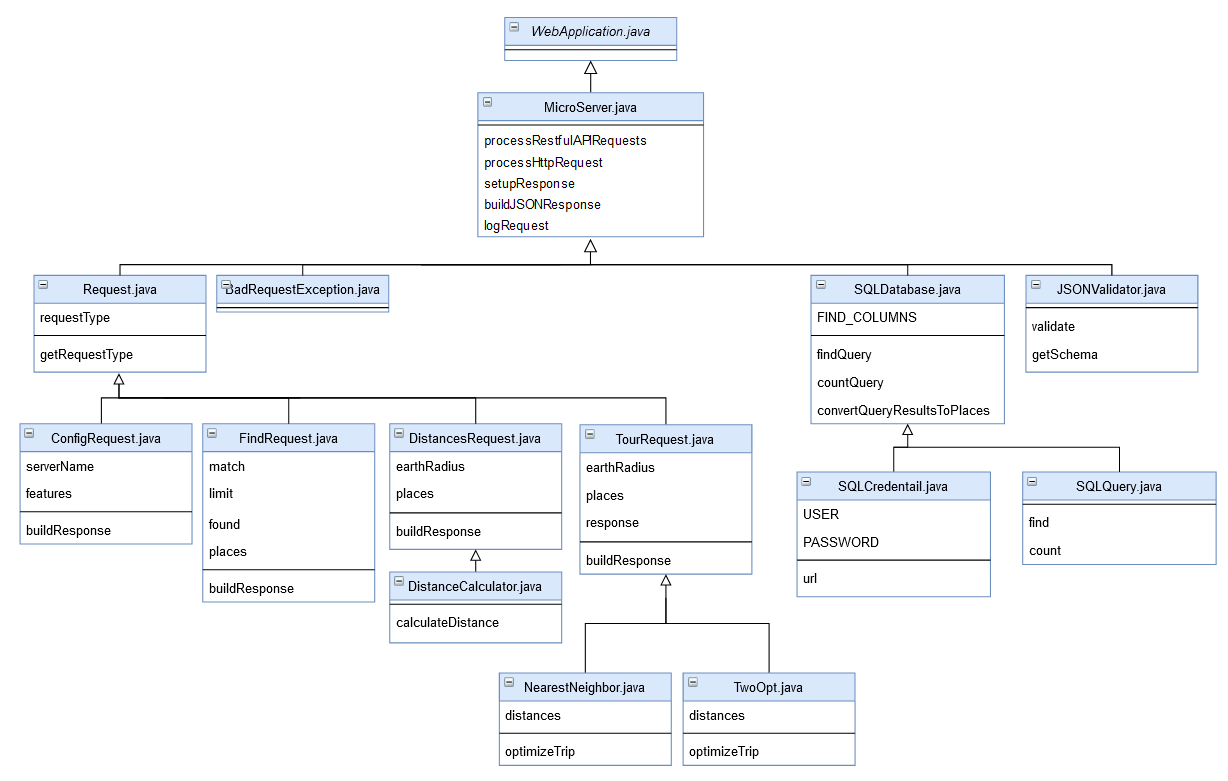 WebApplication.java
MicroServer.java
processRestfulAPIRequests
processHttpRequest
setupResponse
buildJSONResponse
logRequest
Request.java
requestType
getRequestType
BadRequestException.java
SQLDatabase.java
FIND_COLUMNS
findQuery
countQuery
convertQueryResultsToPlaces
JSONValidator.java
validate
getSchema
ConfigRequest.java
serverName
features
buildResponse
FindRequest.java
match
limit
found
places
buildResponse
DistancesRequest.java
earthRadius
places
buildResponse
TourRequest.java
earthRadius
places
response
buildResponse
SQLCredentail.java
USER
PASSWORD
url
SQLQuery.java
find
count
DistanceCalculator.java
calculateDistance
NearestNeighbor.java
distances
optimizeTrip
TwoOpt.java
distances
optimizeTrip